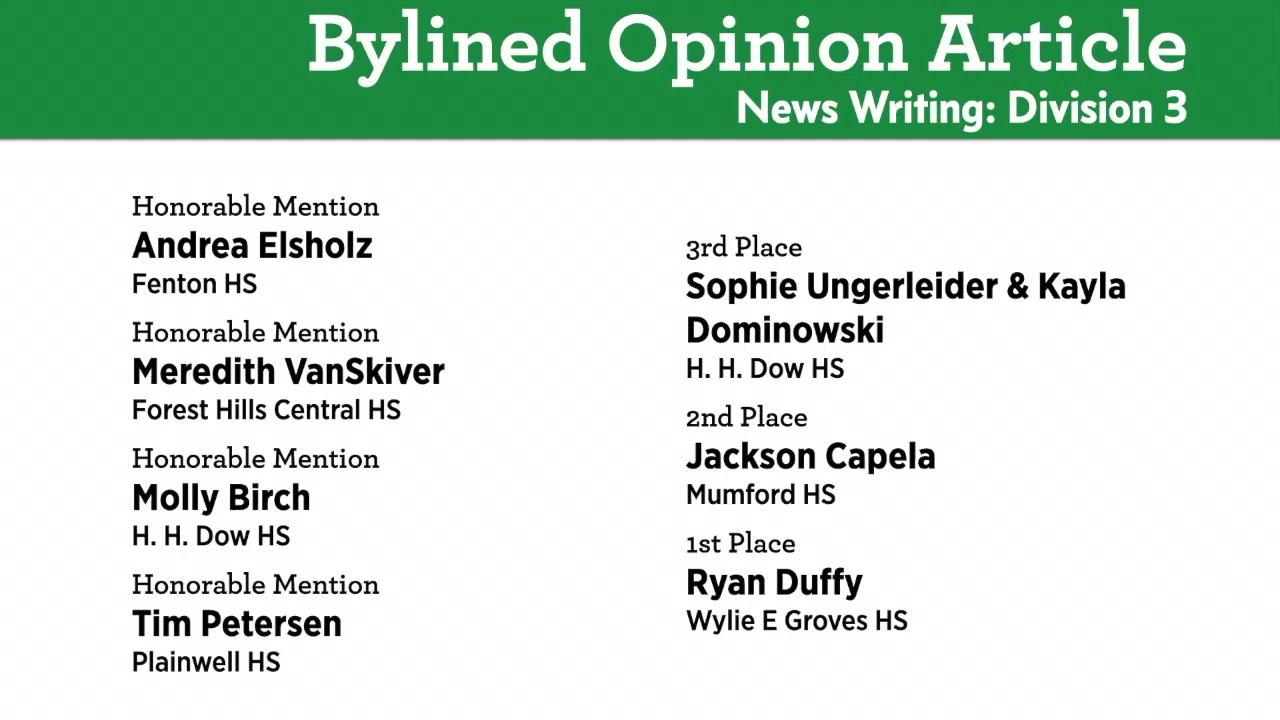 Bylined Opinion Article
News Writing: Division 3
Honorable Mention
Andrea Elsholz
Fenton HS
Honorable Mention
Meredith VanSkiver
Forest Hills Central HS
Honorable Mention
Molly Birch
H. H. Dow HS
Honorable Mention
Tim Petersen
Plainwell HS
3rd Place
Sophie Ungerleider & Kayla
Dominowski
H. H. Dow HS
2nd Place
Jackson Capela
Mumford HS
1st Place
Ryan Duffy
Wylie E Groves HS